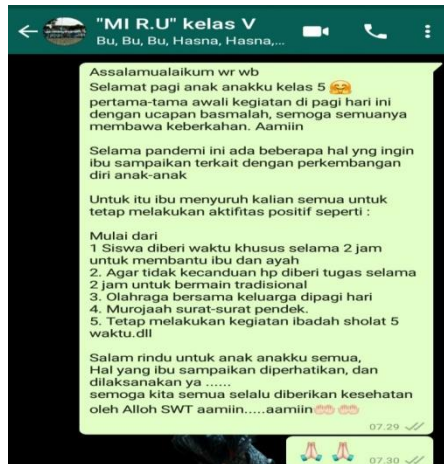 "MI R.U" kelas V
Bu, Bu, Bu, Hasna, Hasna,...
Assalamualaikum wr wb
Selamat pagi anak anakku kelas 5 🤗
pertama-tama awali kegiatan di pagi hari ini
dengan ucapan basmalah, semoga semuanya
membawa keberkahan. Aamiin
Selama pandemi ini ada beberapa hal yng ingin
ibu sampaikan terkait dengan perkembangan
diri anak-anak
Untuk itu ibu menyuruh kalian semua untuk
tetap melakukan aktifitas positif seperti :
Mulai dari
1 Siswa diberi waktu khusus selama 2 jam
untuk membantu ibu dan ayah
2. Agar tidak kecanduan hp diberi tugas selama
2 jam untuk bermain tradisional
3. Olahraga bersama keluarga dipagi hari
4. Murojaah surat-surat pendek.
5. Tetap melakukan kegiatan ibadah sholat 5
waktu.dll
Salam rindu untuk anak anakku semua,
Hal yang ibu sampaikan diperhatikan, dan
dilaksanakan ya ......
semoga kita semua selalu diberikan kesehatan
oleh Alloh SWT aamiin.....aamiin🤲🤲
07.29
🙏🙏
07.30